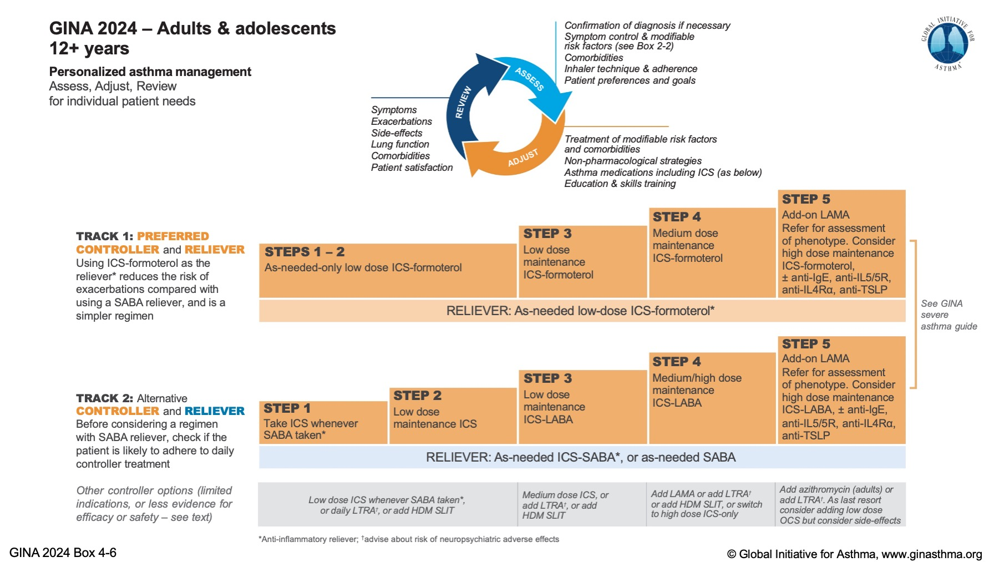 GINA 2024 – Adults & adolescents
12+ years
Personalized asthma management
Assess, Adjust, Review
for individual patient needs
Confirmation of diagnosis if necessary
Symptom control & modifiable
risk factors (see Box 2-2)
Comorbidities
Inhaler technique & adherence
Patient preferences and goals
GLOBAL INITIATIVE FOR
ASTHMA
REVIEW
ASSESS
ADJUST
Symptoms
Exacerbations
Side-effects
Lung function
Comorbidities
Patient satisfaction
Treatment of modifiable risk factors
and comorbidities
Non-pharmacological strategies
Asthma medications including ICS (as below)
Education & skills training
TRACK 1: PREFERRED
CONTROLLER and RELIEVER
Using ICS-formoterol as the
reliever* reduces the risk of
exacerbations compared with
using a SABA reliever, and is a
simpler regimen
STEPS 1 – 2
As-needed-only low dose ICS-formoterol
STEP 3
Low dose
maintenance
ICS-formoterol
STEP 4
Medium dose
maintenance
ICS-formoterol
STEP 5
Add-on LAMA
Refer for assessment
of phenotype. Consider
high dose maintenance
ICS-formoterol,
± anti-IgE, anti-IL5/5R,
anti-IL4Rα, anti-TSLP
RELIEVER: As-needed low-dose ICS-formoterol*
See GINA
severe
asthma guide
TRACK 2: Alternative
CONTROLLER and RELIEVER
Before considering a regimen
with SABA reliever, check if the
patient is likely to adhere to daily
controller treatment
STEP 1
Take ICS whenever
SABA taken*
STEP 2
Low dose
maintenance ICS
STEP 3
Low dose
maintenance
ICS-LABA
STEP 4
Medium/high dose
maintenance
ICS-LABA
STEP 5
Add-on LAMA
Refer for assessment
of phenotype. Consider
high dose maintenance
ICS-LABA, ± anti-IgE,
anti-IL5/5R, anti-IL4Rα,
anti-TSLP
RELIEVER: As-needed ICS-SABA*, or as-needed SABA
Other controller options (limited
indications, or less evidence for
efficacy or safety – see text)
Low dose ICS whenever SABA taken*,
or daily LTRA†, or add HDM SLIT
Medium dose ICS, or
add LTRA†, or add
HDM SLIT
Add LAMA or add LTRA†
or add HDM SLIT, or switch
to high dose ICS-only
Add azithromycin (adults) or
add LTRA†. As last resort
consider adding low dose
OCS but consider side-effects
*Anti-inflammatory reliever; †advise about risk of neuropsychiatric adverse effects
GINA 2024 Box 4-6
© Global Initiative for Asthma, www.ginasthma.org